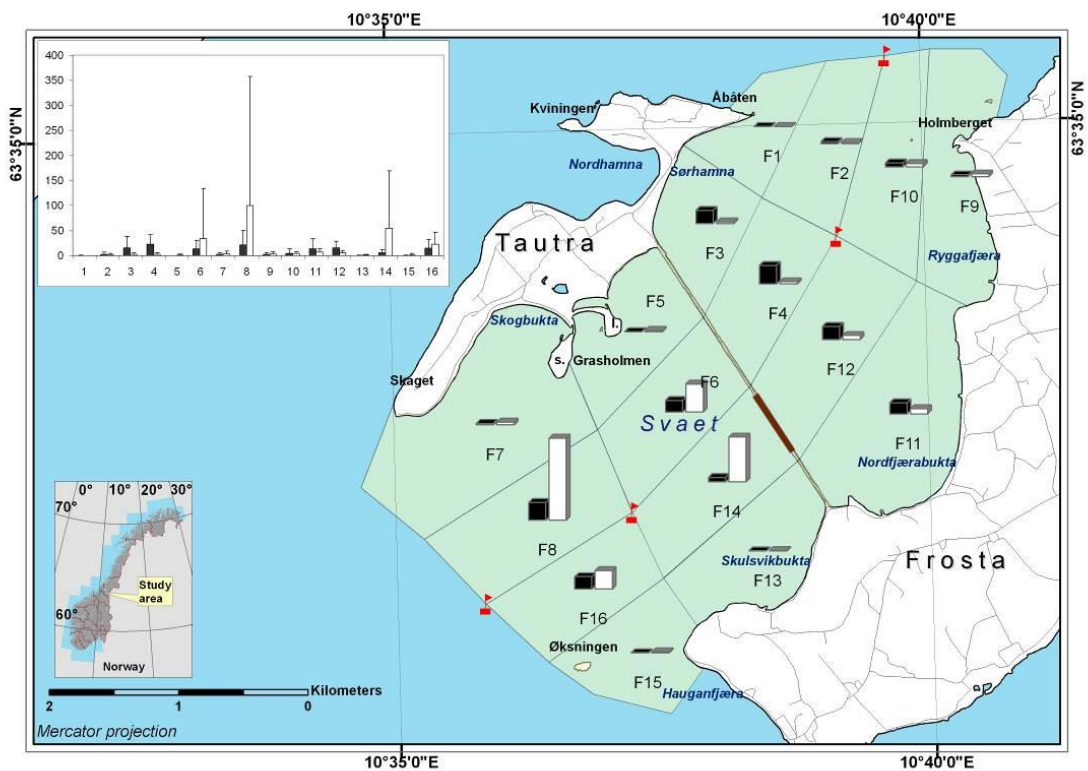 10°35'0"E
10°40'0"E
63°35'0"N
63°35'0"N
400
350
300
250
200
150
100
50
0
1 2 3 4 5 6 7 8 9 10 11 12 13 14 15 16
Kviningen
Åbåten
Holmberget
Nordhamna
Sørhamna
F1
F2
F10
F9
Tautra
F3
Ryggafjæra
F4
F5
Skogbukta
l.
s.
Grasholmen
F12
Skaget
F6
Svaet
F7
F11
Nordfjærabukta
F14
F8
Skulsvikbukta
F13
Frosta
F16
Øksningen
F15
Hauganfjæra
0° 10° 20° 30°
70°
60°
Study
area
Norway
Kilometers
2 1 0
Mercator projection
10°35'0"E
10°40'0"E